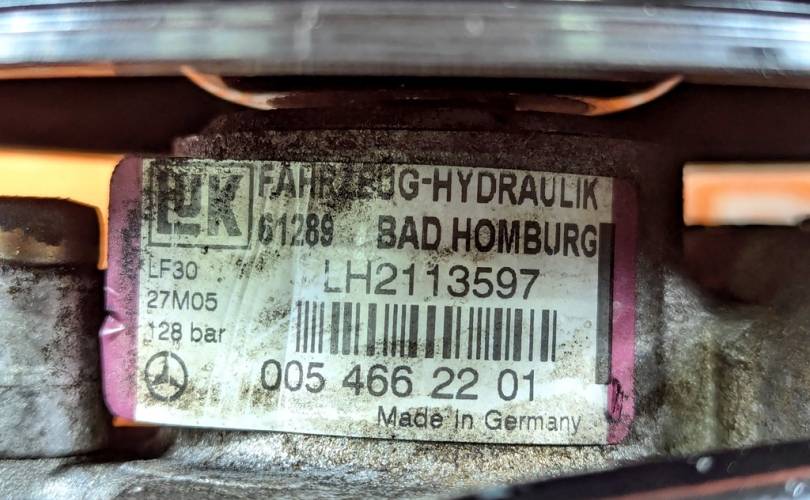 LUK FAHRZEUG-HYDRAULIK
61289 BAD HOMBURG
LF30
LH2113597
27M05
128 bar
005 466 22 01
Made in Germany